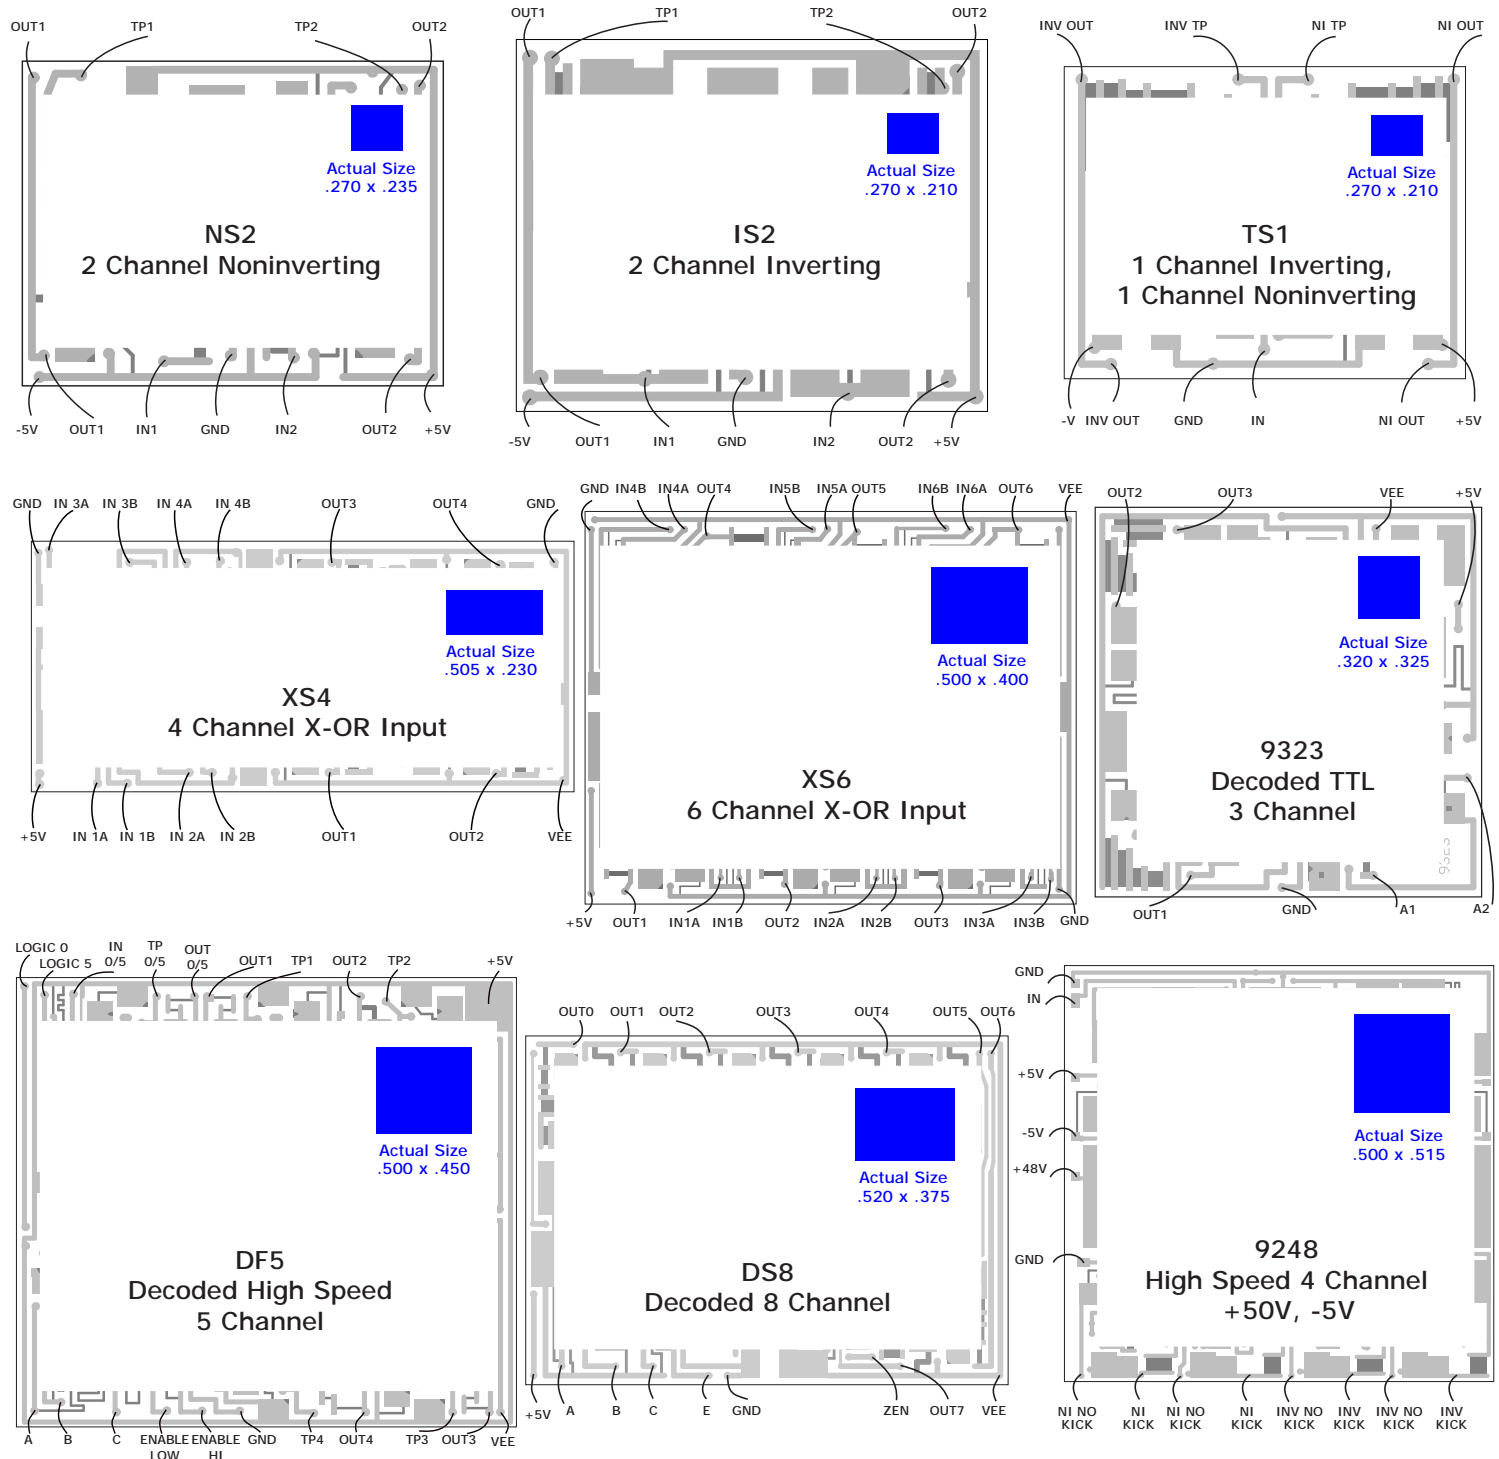 OUT1 TP1 TP2 OUT2
Actual Size
.270 x .235
NS2
2 Channel Noninverting
-5V OUT1 IN1 GND IN2 OUT2 +5V
OUT1 TP1 TP2 OUT2
Actual Size
.270 x .210
IS2
2 Channel Inverting
-5V OUT1 IN1 GND IN2 OUT2 +5V
INV OUT INV TP NI TP NI OUT
Actual Size
.270 x .210
TS1
1 Channel Inverting,
1 Channel Noninverting
-V INV OUT GND IN NI OUT +5V
GND IN 3A IN 3B IN 4A IN 4B OUT3 OUT4 GND
Actual Size
.505 x .230
XS4
4 Channel X-OR Input
+5V IN 1A IN 1B IN 2A IN 2B OUT1 OUT2 VEE
GND IN4B IN4A OUT4 IN5B IN5A OUT5 IN6B IN6A OUT6 VEE
Actual Size
.500 x .400
XS6
6 Channel X-OR Input
+5V OUT1 IN1A IN1B OUT2 IN2A IN2B OUT3 IN3A IN3B GND
OUT2 OUT3 VEE +5V
Actual Size
.320 x .325
9323
Decoded TTL
3 Channel
9323
OUT1 GND A1 A2
LOGIC 0 LOGIC 5 IN 0/5 TP 0/5 OUT 0/5 OUT1 TP1 OUT2 TP2 +5V
Actual Size
.500 x .450
DF5
Decoded High Speed
5 Channel
A B C ENABLE LOW ENABLE HI GND TP4 OUT4 TP3 OUT3 VEE
OUT0 OUT1 OUT2 OUT3 OUT4 OUT5 OUT6
Actual Size
.520 x .375
DS8
Decoded 8 Channel
+5V A B C E GND ZEN OUT7 VEE
GND
IN
+5V
-5V
+48V
GND
Actual Size
.500 x .515
9248
High Speed 4 Channel
+50V, -5V
NI NO KICK NI KICK NI NO KICK NI KICK INV NO KICK INV KICK INV NO KICK INV KICK